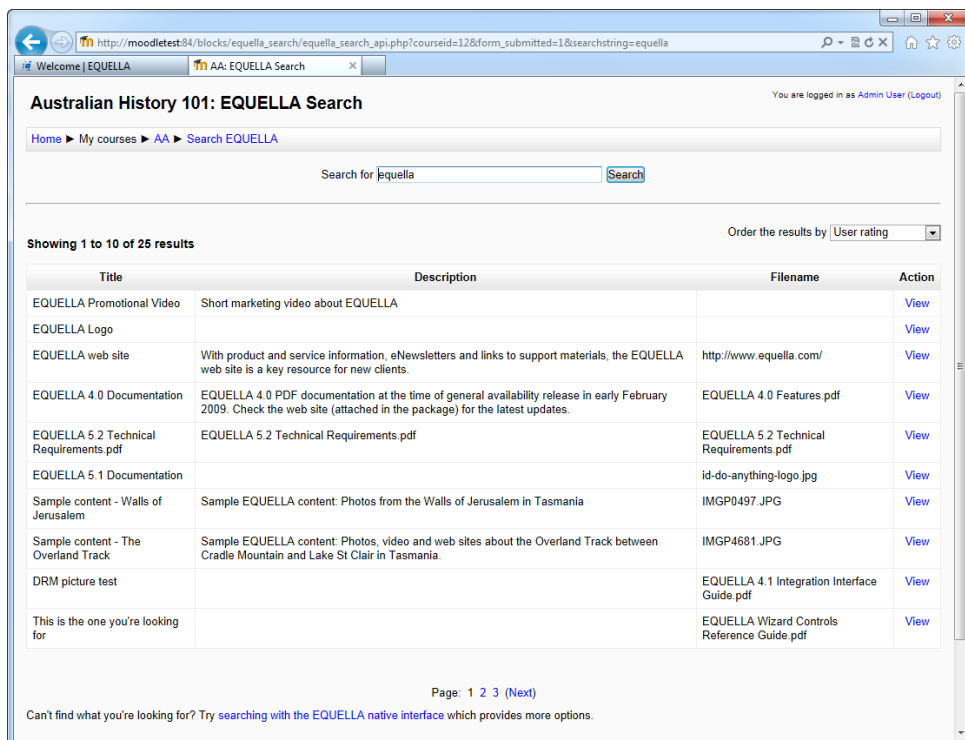 http://moodletest:84/blocks/equella_search/equella_search_api.php?courseid=12&form_submitted=1&searchstring=equella
Welcome | EQUELLA
AA: EQUELLA Search
Australian History 101: EQUELLA Search
You are logged in as Admin User (Logout)
Home ► My courses ► AA ► Search EQUELLA
Search for equella Search
Order the results by User rating
Showing 1 to 10 of 25 results
Title Description Filename Action
EQUELLA Promotional Video Short marketing video about EQUELLA View
EQUELLA Logo View
EQUELLA web site With product and service information, eNewsletters and links to support materials, the EQUELLA http://www.equella.com/ View
web site is a key resource for new clients.
EQUELLA 4.0 Documentation EQUELLA 4.0 PDF documentation at the time of general availability release in early February EQUELLA 4.0 Features.pdf View
2009. Check the web site (attached in the package) for the latest updates.
EQUELLA 5.2 Technical EQUELLA 5.2 Technical Requirements.pdf EQUELLA 5.2 Technical View
Requirements.pdf Requirements.pdf
EQUELLA 5.1 Documentation id-do-anything-logo.jpg View
Sample content - Walls of Sample EQUELLA content: Photos from the Walls of Jerusalem in Tasmania IMGP0497.JPG View
Jerusalem
Sample content - The Sample EQUELLA content: Photos, video and web sites about the Overland Track between IMGP4681.JPG View
Overland Track Cradle Mountain and Lake St Clair in Tasmania.
DRM picture test EQUELLA 4.1 Integration Interface View
Guide.pdf
This is the one you're looking EQUELLA Wizard Controls View
for Reference Guide.pdf
Page: 1 2 3 (Next)
Can't find what you're looking for? Try searching with the EQUELLA native interface which provides more options.